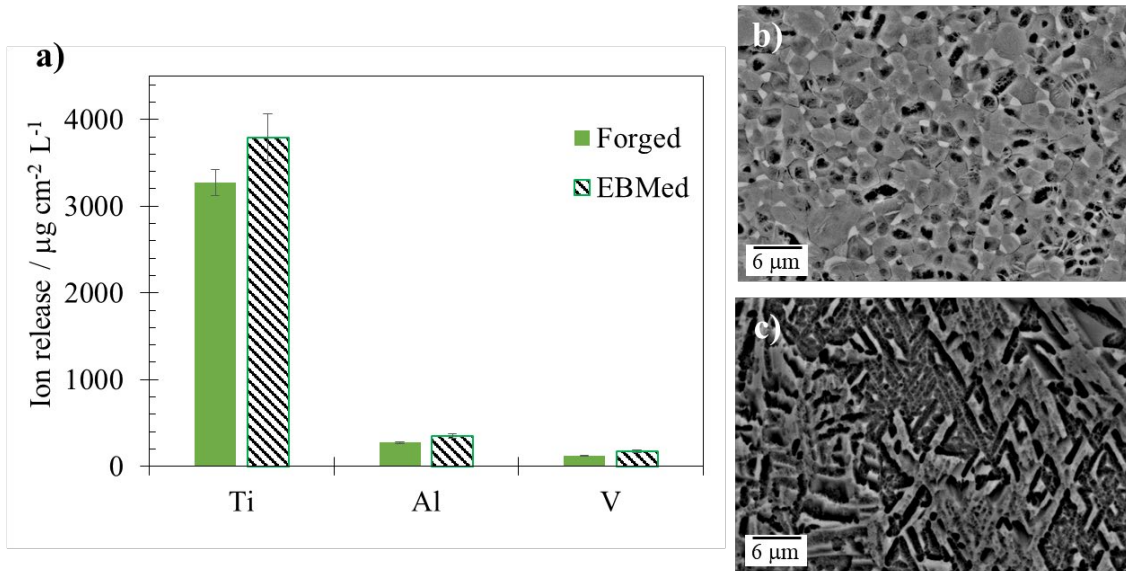 a)
Ion release / µg cm⁻² L⁻¹
4000
3000
2000
1000
0
Forged
EBMed
Ti Al V
b)
6 µm
c)
6 µm